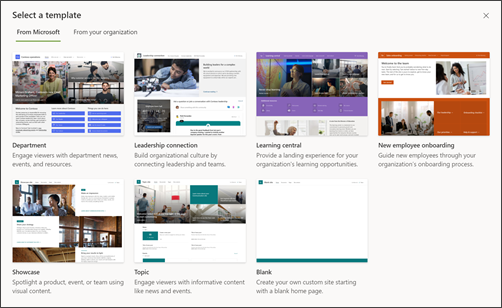 Select a template
From Microsoft
From your organization
Department
Engage viewers with department news,
events, and resources.
Leadership connection
Build organizational culture by
connecting leadership and teams.
Learning central
Provide a landing experience for your
organization's learning opportunities.
New employee onboarding
Guide new employees through your
organization's onboarding process.
Welcome to the team
Showcase
Spotlight a product, event, or team using
visual content.
Topic
Engage viewers with informative content
like news and events.
Blank
Create your own custom site starting
with a blank home page.